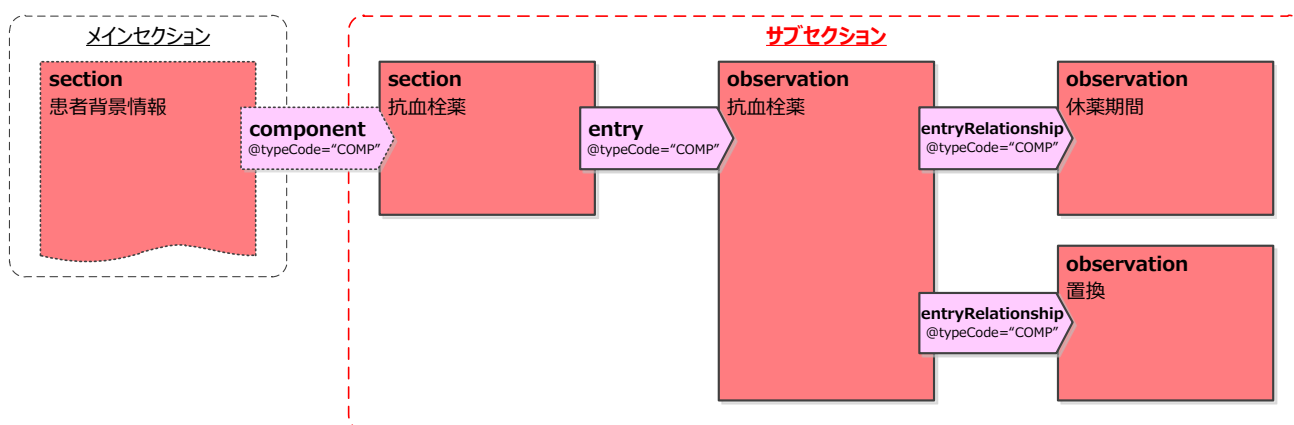 メインセクション
サブセクション
section
患者背景情報
component
@typeCode=“COMP”
section
抗血栓薬
entry
@typeCode=“COMP”
observation
抗血栓薬
entryRelationship
@typeCode=“COMP”
observation
休薬期間
entryRelationship
@typeCode=“COMP”
observation
置換